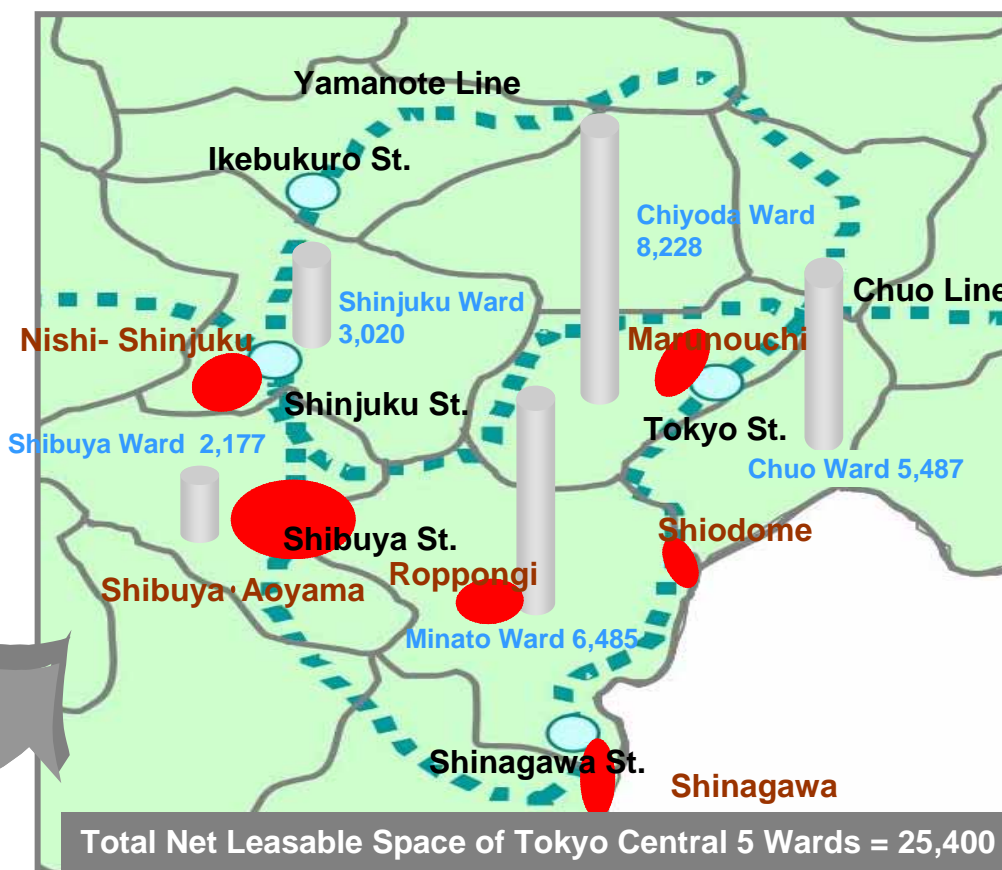 Yamanote Line
Ikebukuro St.
Chiyoda Ward
8,228
Shinjuku Ward
3,020
Chuo Line
Nishi- Shinjuku
Marunouchi
Shinjuku St.
Tokyo St.
Shibuya Ward 2,177
Chuo Ward 5,487
Shibuya St.
Shiodome
Roppongi
Shibuya・Aoyama
Minato Ward 6,485
Shinagawa St.
Shinagawa
Total Net Leasable Space of Tokyo Central 5 Wards = 25,400